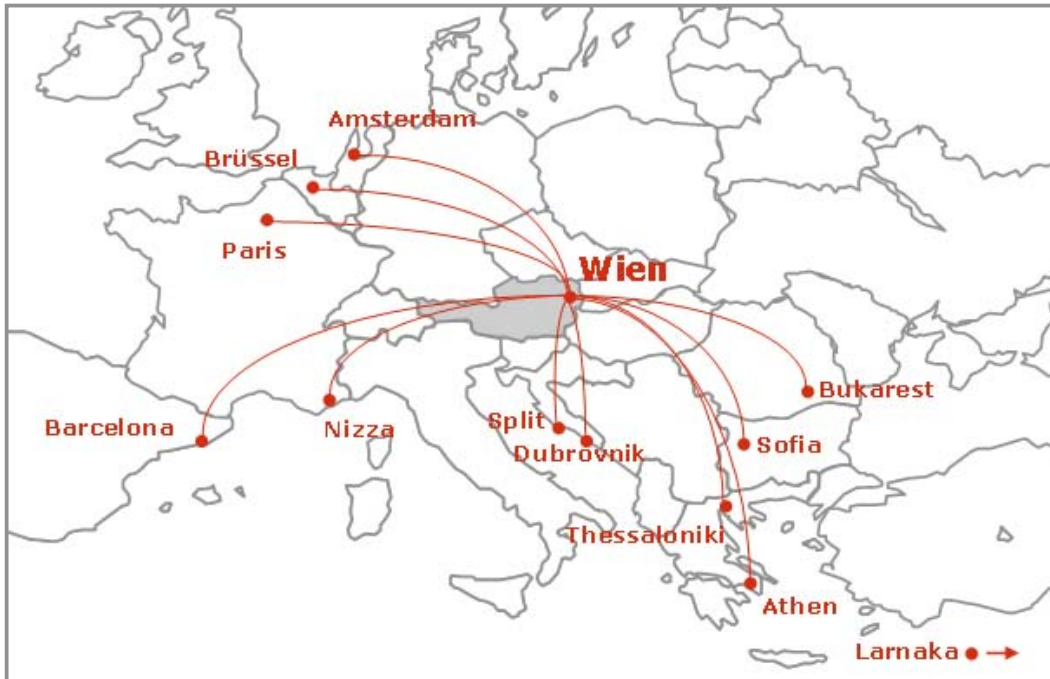 Amsterdam
Brüssel
Paris
Wien
Barcelona
Nizza
Split
Dubrovnik
Bukarest
Sofia
Thessaloniki
Athen
Larnaka